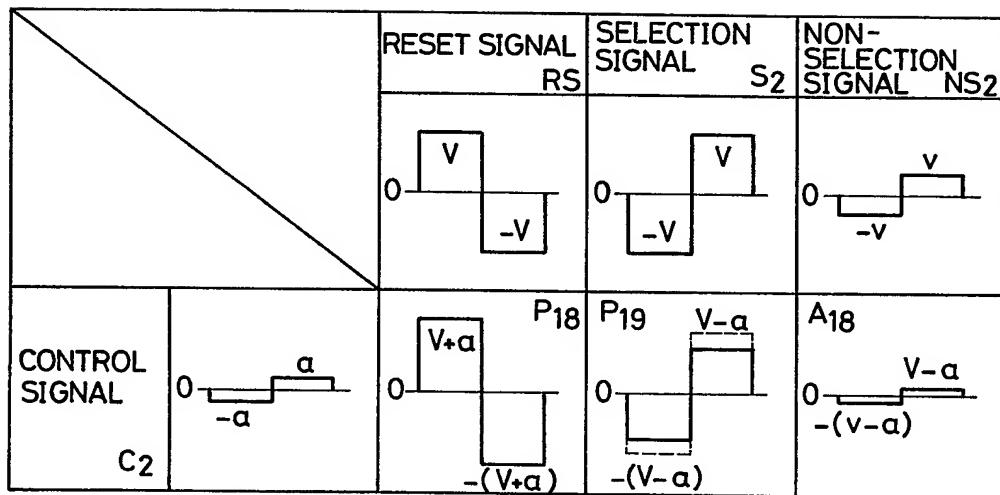 RESET SIGNAL
RS
SELECTION
SIGNAL
S2
NON-
SELECTION
SIGNAL NS2
V
0
-V
V
0
-V
v
0
-v
CONTROL
SIGNAL
C2
a
0
-a
P18
V+a
0
-(V+a)
P19
V-a
0
-(V-a)
A18
V-a
0
-(v-a)